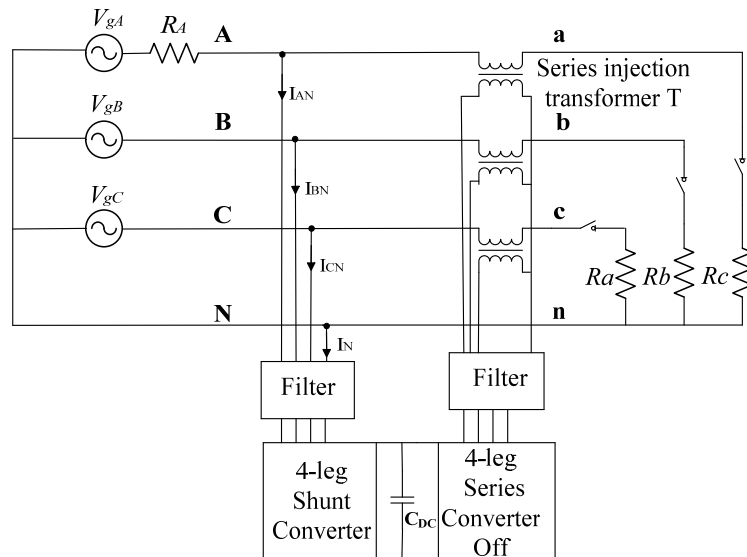 VgA
RA
A
a
IAN
Series injection
transformer T
VgB
B
b
IBN
VgC
C
c
ICN
Ra
Rb
Rc
N
n
IN
Filter
Filter
4-leg
Shunt
Converter
CDC
4-leg
Series
Converter
Off